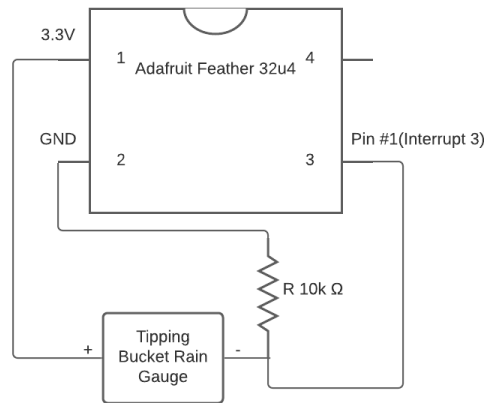 3.3V
1
Adafruit Feather 32u4
4
GND
2
3
Pin #1(Interrupt 3)
R 10k Ω
+
Tipping
Bucket Rain
Gauge
-